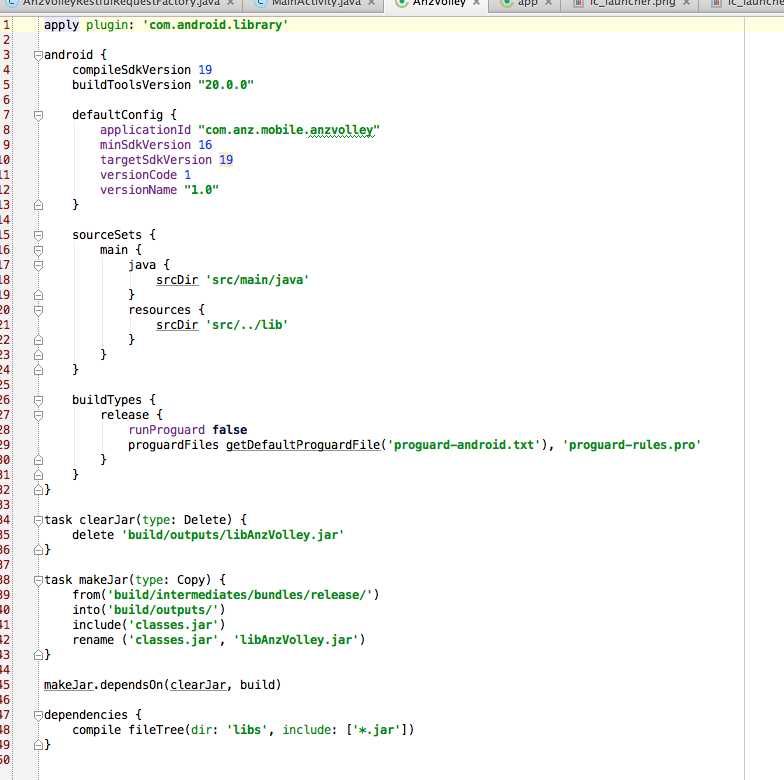 AnzVolleyRestfulRequestFactory.java MainActivity.java AnzVolley app ic_launcher.png
1 apply plugin: 'com.android.library'
2
3 android {
4 compileSdkVersion 19
5 buildToolsVersion "20.0.0"
6
7 defaultConfig {
8 applicationId "com.anz.mobile.anzvolley"
9 minSdkVersion 16
10 targetSdkVersion 19
11 versionCode 1
12 versionName "1.0"
13 }
14
15 sourceSets {
16 main {
17 java {
18 srcDir 'src/main/java'
19 }
20 resources {
21 srcDir 'src/../lib'
22 }
23 }
24 }
25
26 buildTypes {
27 release {
28 runProguard false
29 proguardFiles getDefaultProguardFile('proguard-android.txt'), 'proguard-rules.pro'
30 }
31 }
32 }
33
34 task clearJar(type: Delete) {
35 delete 'build/outputs/libAnzVolley.jar'
36 }
37
38 task makeJar(type: Copy) {
39 from('build/intermediates/bundles/release/')
40 into('build/outputs/')
41 include('classes.jar')
42 rename ('classes.jar', 'libAnzVolley.jar')
43 }
44
45 makeJar.dependsOn(clearJar, build)
46
47 dependencies {
48 compile fileTree(dir: 'libs', include: ['*.jar'])
49 }
50